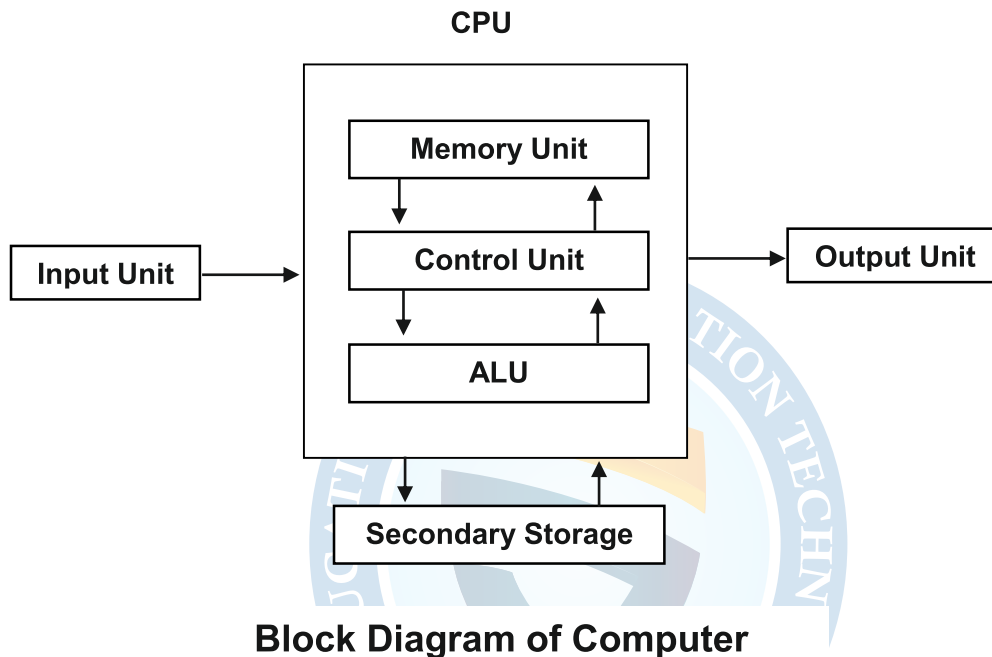 CPU
Memory Unit
Control Unit
Input Unit
Output Unit
ALU
Secondary Storage
Block Diagram of Computer